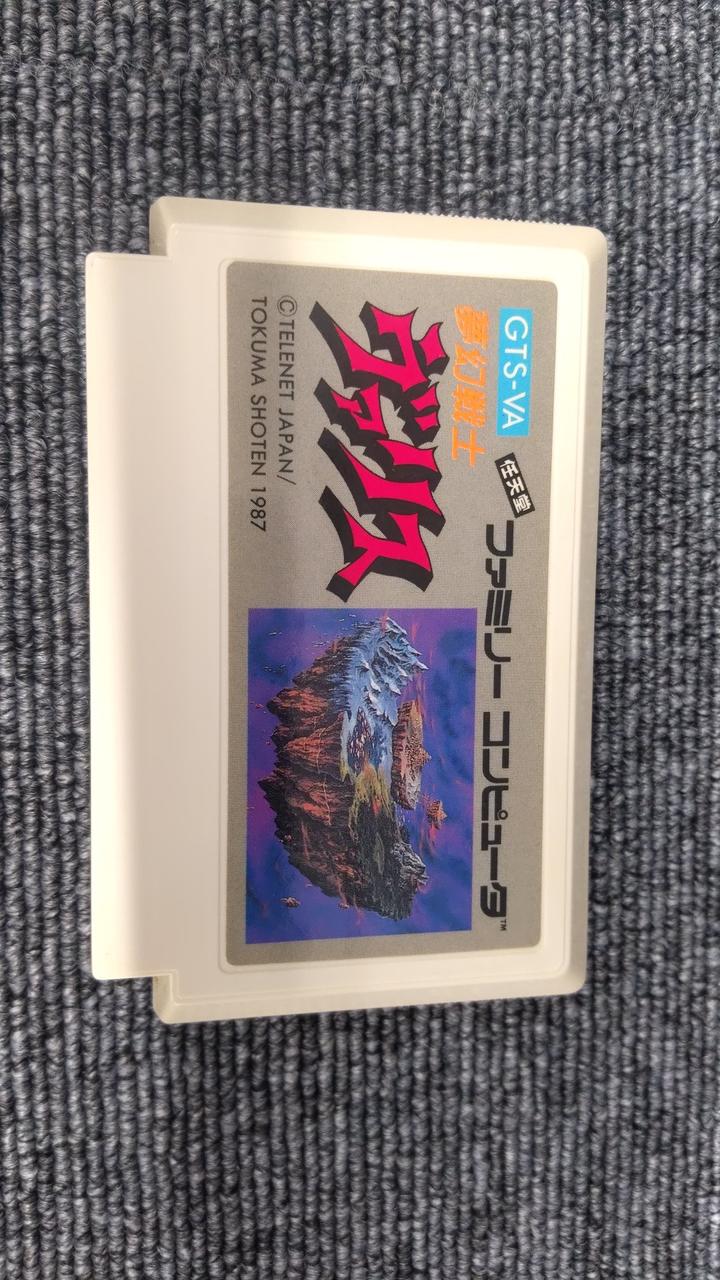 GTS-VA
任天堂
ファミリー コンピュータ™
夢幻戦士
ヴァリス
©TELENET JAPAN/
TOKUMA SHOTEN 1987